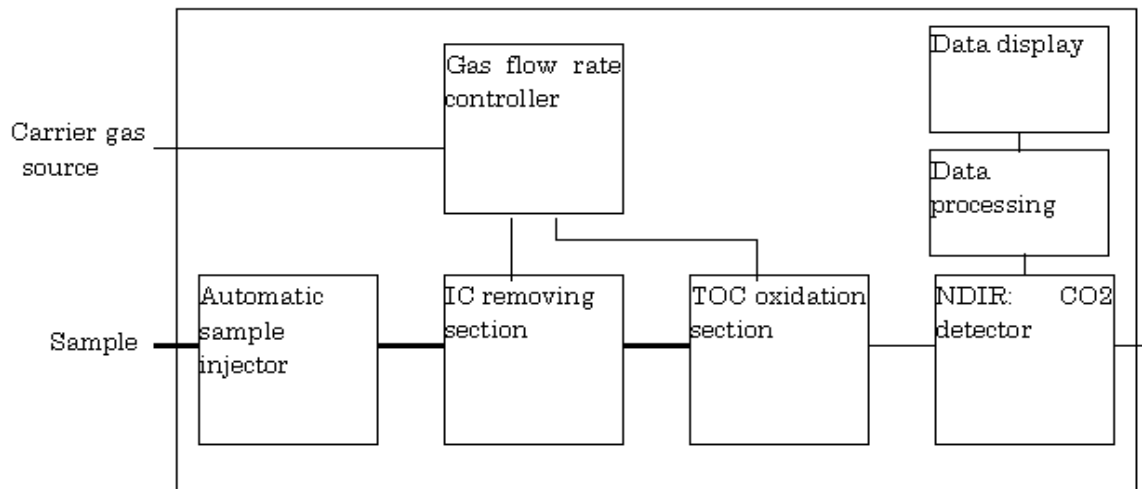 Data display
Gas flow rate
controller
Carrier gas
source
Data
processing
Automatic
sample
injector
IC removing
section
TOC oxidation
section
NDIR: CO2
detector
Sample